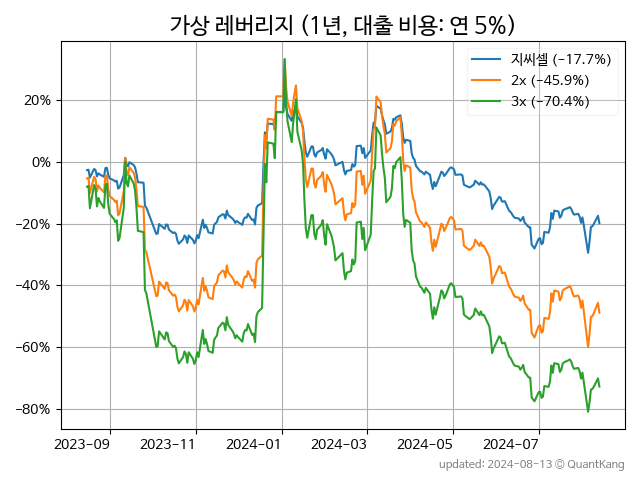 가상 레버리지 (1년, 대출 비용: 연 5%)
지씨셀 (−17.7%)
2x (−45.9%)
3x (−70.4%)
20%
0%
−20%
−40%
−60%
−80%
2023−09 2023−11 2024−01 2024−03 2024−05 2024−07
updated: 2024−08−13 © QuantKang